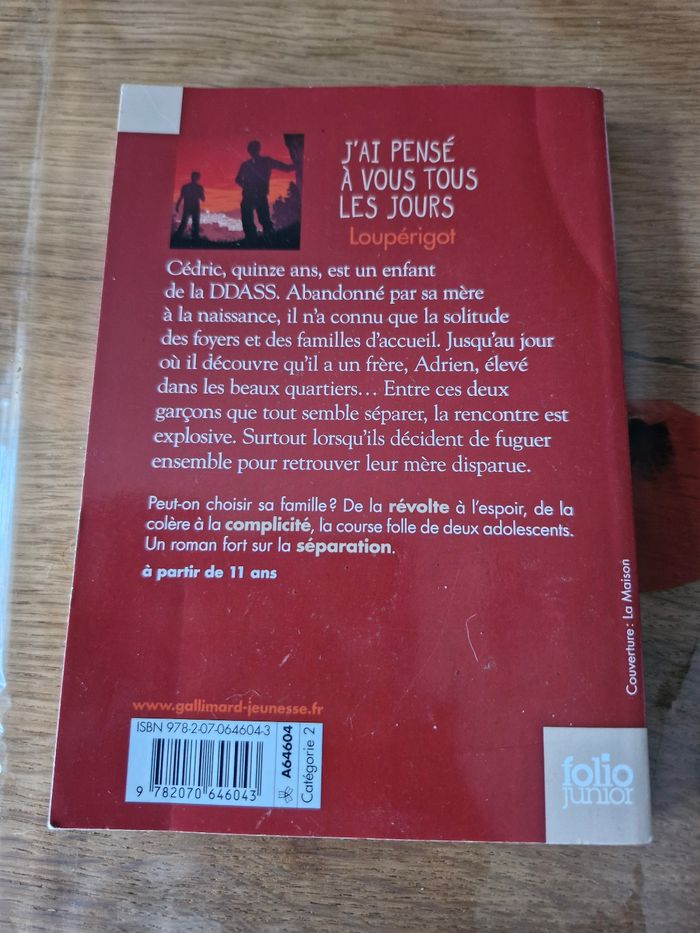 J'AI PENSÉ
À VOUS TOUS
LES JOURS
Loupérigot
Cédric, quinze ans, est un enfant
de la DDASS. Abandonné par sa mère
à la naissance, il n'a connu que la solitude
des foyers et des familles d'accueil. Jusqu'au jour
où il découvre qu'il a un frère, Adrien, élevé
dans les beaux quartiers… Entre ces deux
garçons que tout semble séparer, la rencontre est
explosive. Surtout lorsqu'ils décident de fuguer
ensemble pour retrouver leur mère disparue.
Peut-on choisir sa famille? De la révolte à l'espoir, de la
colère à la complicité, la course folle de deux adolescents.
Un roman fort sur la séparation.
à partir de 11 ans
Couverture : La Maison
www.gallimard-jeunesse.fr
ISBN 978-2-07-064604-3
9 782070 646043
A64604
Catégorie 2
folio
junior